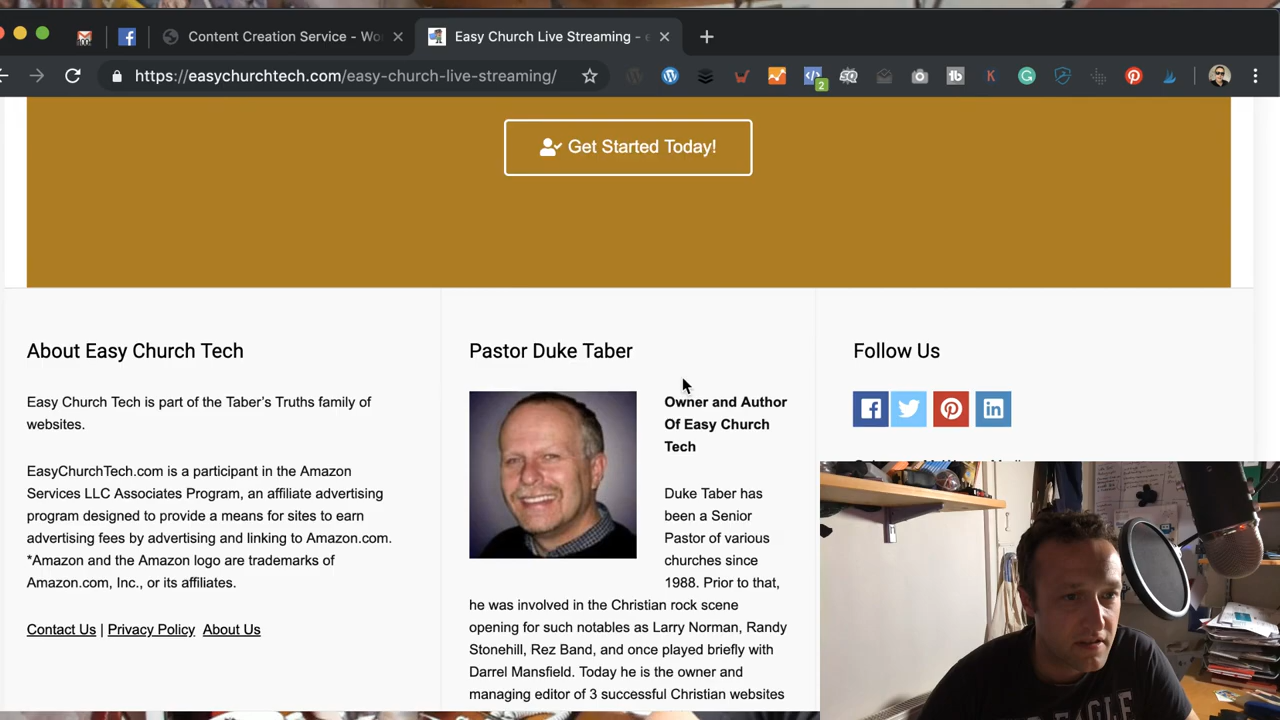 Content Creation Service - Wo
Easy Church Live Streaming - e
https://easychurchtech.com/easy-church-live-streaming/
2
Get Started Today!
About Easy Church Tech
Easy Church Tech is part of the Taber's Truths family of
websites.
EasyChurchTech.com is a participant in the Amazon
Services LLC Associates Program, an affiliate advertising
program designed to provide a means for sites to earn
advertising fees by advertising and linking to Amazon.com.
*Amazon and the Amazon logo are trademarks of
Amazon.com, Inc., or its affiliates.
Contact Us | Privacy Policy About Us
Pastor Duke Taber
Owner and Author
Of Easy Church
Tech
Duke Taber has
been a Senior
Pastor of various
churches since
1988. Prior to that,
he was involved in the Christian rock scene
opening for such notables as Larry Norman, Randy
Stonehill, Rez Band, and once played briefly with
Darrel Mansfield. Today he is the owner and
managing editor of 3 successful Christian websites
Follow Us